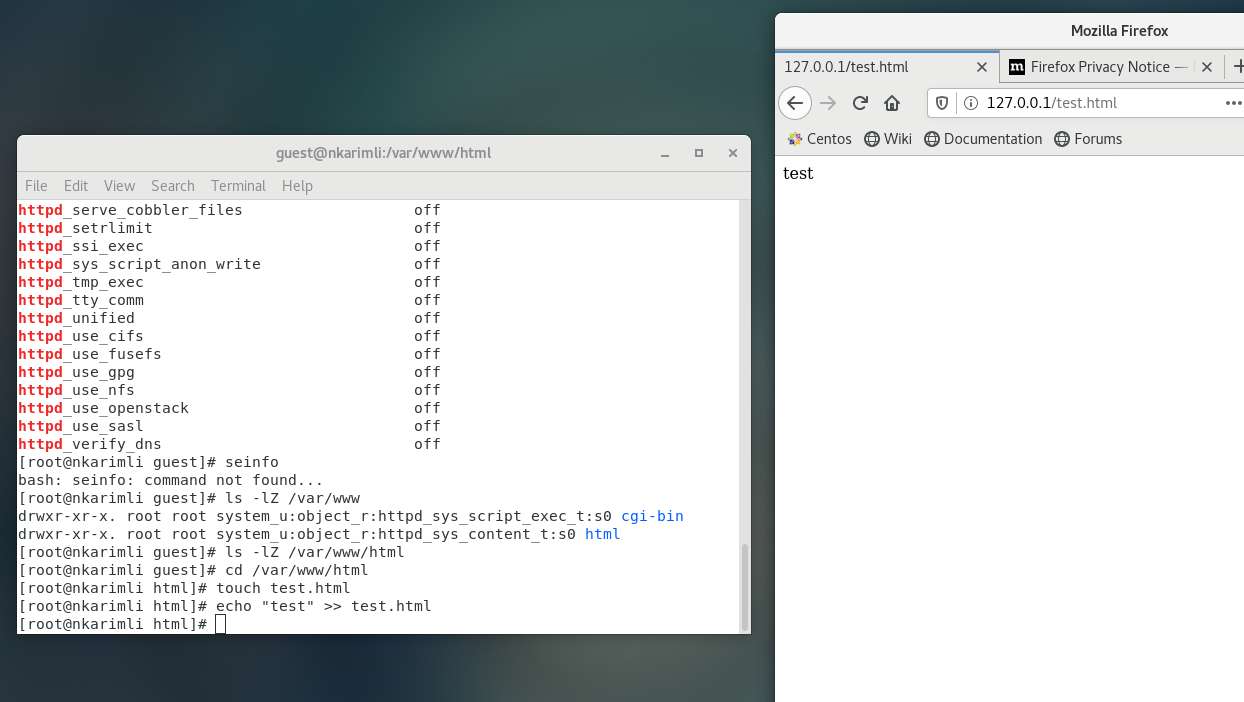 guest@nkarimli:/var/www/html
File Edit View Search Terminal Help
httpd_serve_cobbler_files off
httpd_setrlimit off
httpd_ssi_exec off
httpd_sys_script_anon_write off
httpd_tmp_exec off
httpd_tty_comm off
httpd_unified off
httpd_use_cifs off
httpd_use_fusefs off
httpd_use_gpg off
httpd_use_nfs off
httpd_use_openstack off
httpd_use_sasl off
httpd_verify_dns off
[root@nkarimli guest]# seinfo
bash: seinfo: command not found...
[root@nkarimli guest]# ls -lZ /var/www
drwxr-xr-x. root root system_u:object_r:httpd_sys_script_exec_t:s0 cgi-bin
drwxr-xr-x. root root system_u:object_r:httpd_sys_content_t:s0 html
[root@nkarimli guest]# ls -lZ /var/www/html
[root@nkarimli guest]# cd /var/www/html
[root@nkarimli html]# touch test.html
[root@nkarimli html]# echo "test" >> test.html
[root@nkarimli html]#
Mozilla Firefox
127.0.0.1/test.html
m Firefox Privacy Notice —
127.0.0.1/test.html
Centos Wiki Documentation Forums
test